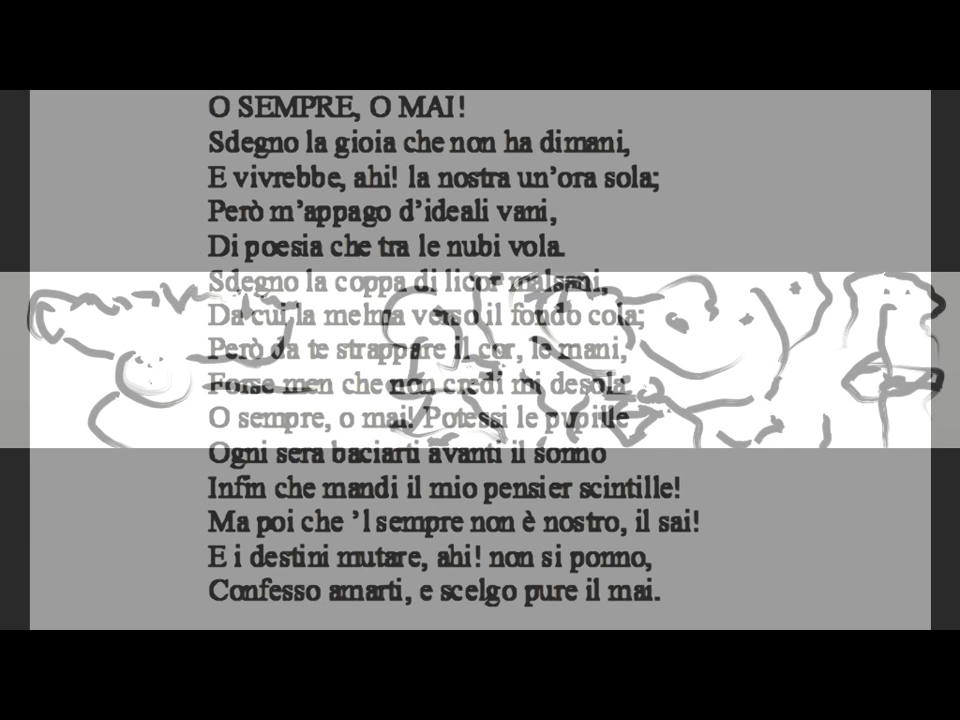 O SEMPRE, O MAI!
Sdegno la gioia che non ha dimani,
E vivrebbe, ahi! la nostra un’ora sola;
Però m’appago d’ideali vani,
Di poesia che tra le nubi vola.
Sdegno la coppa di licor malsani,
Da cui la melma verso il fondo cola;
Però da te strappare il cor, le mani,
Forse men che non credi mi desola.
O sempre, o mai! Potessi le pupille
Ogni sera baciarti avanti il sonno
Infin che mandi il mio pensier scintille!
Ma poi che ’l sempre non è nostro, il sai!
E i destini mutare, ahi! non si ponno,
Confesso amarti, e scelgo pure il mai.